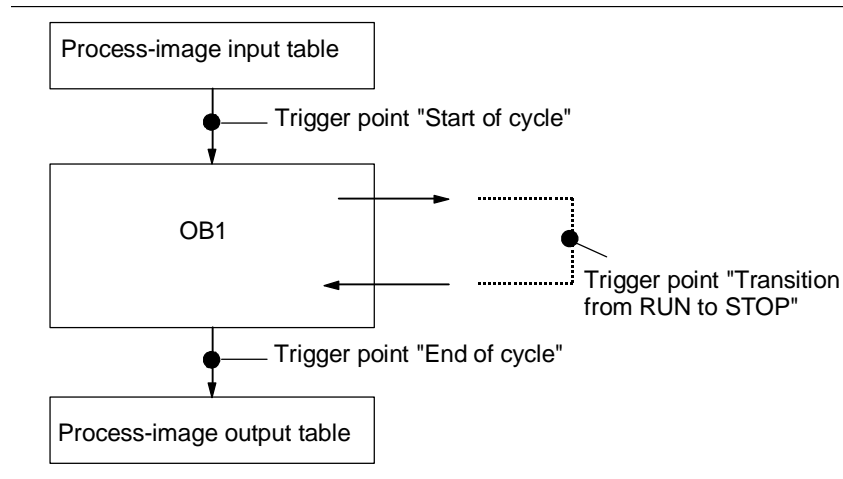 Process-image input table
Trigger point "Start of cycle"
OB1
Trigger point "Transition
from RUN to STOP"
Trigger point "End of cycle"
Process-image output table